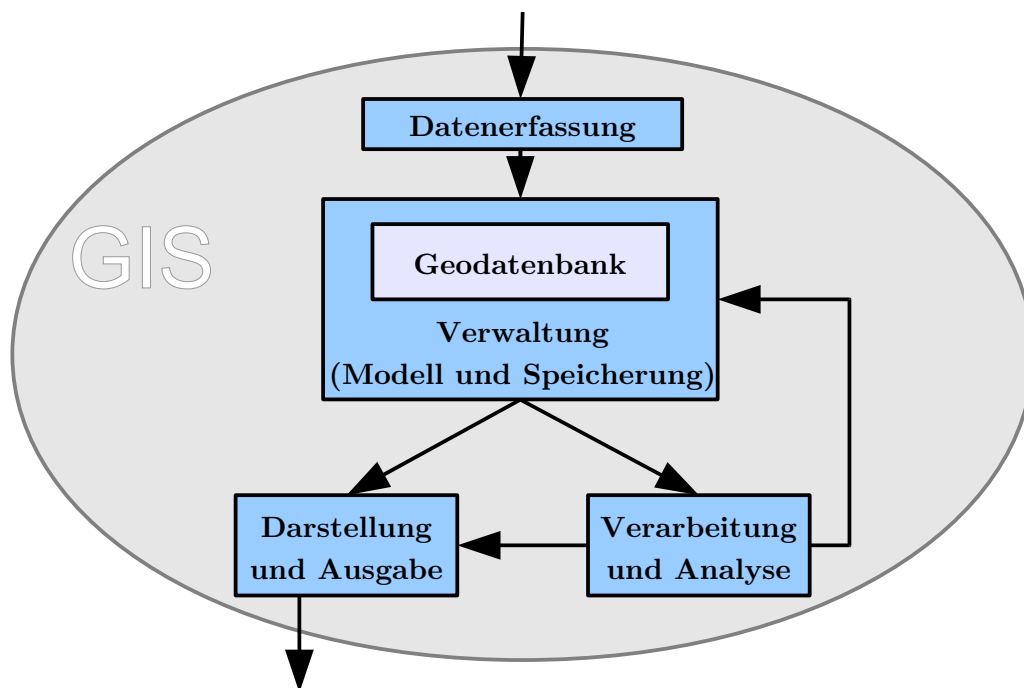 Datenerfassung
GIS
Geodatenbank
Verwaltung
(Modell und Speicherung)
Darstellung
und Ausgabe
Verarbeitung
und Analyse